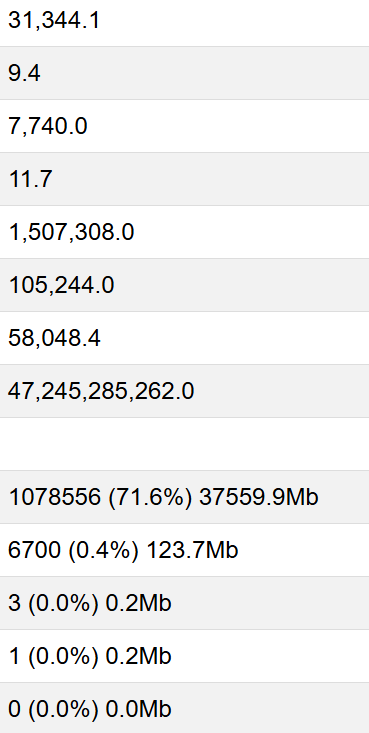 31,344.1
9.4
7,740.0
11.7
1,507,308.0
105,244.0
58,048.4
47,245,285,262.0
1078556 (71.6%) 37559.9Mb
6700 (0.4%) 123.7Mb
3 (0.0%) 0.2Mb
1 (0.0%) 0.2Mb
0 (0.0%) 0.0Mb